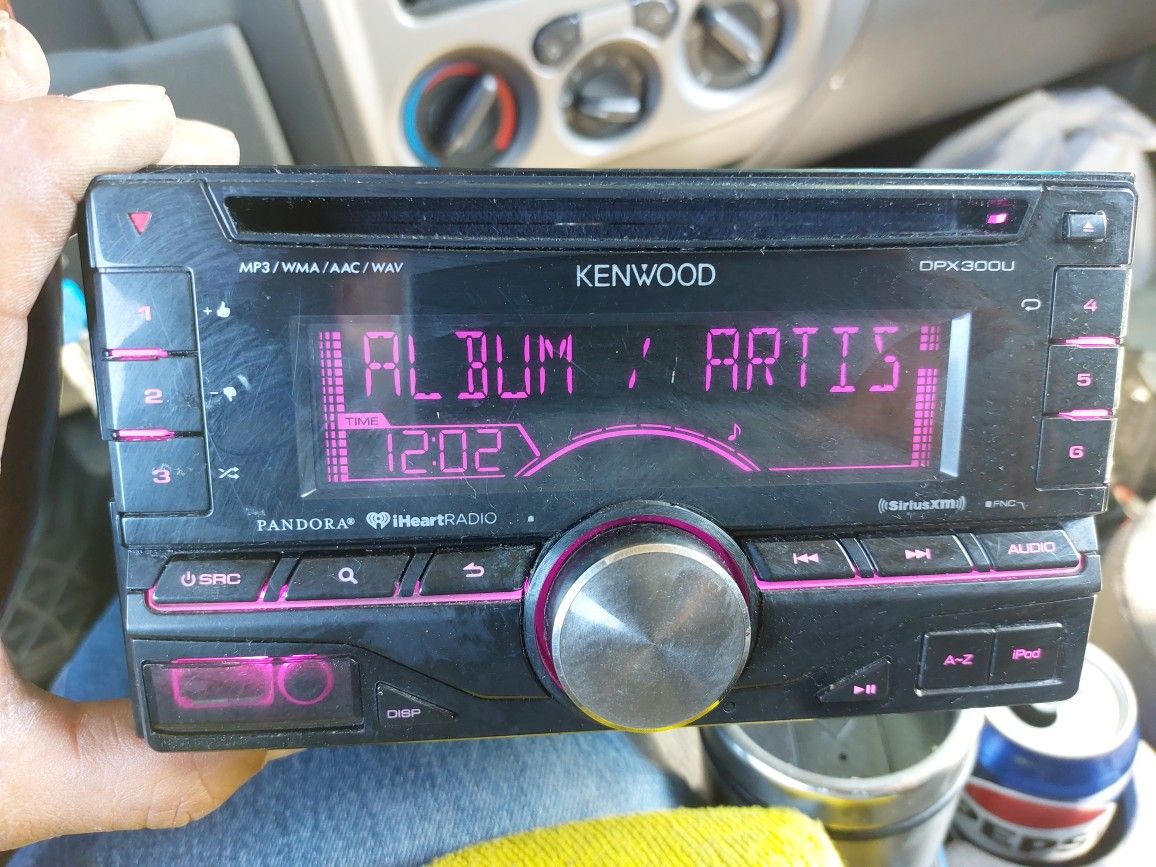 MP3 / WMA / AAC / WAV
KENWOOD
DPX300U
1
+
2
-
3
4
5
6
ALBUM / ARTIS
TIME
12:02
PANDORA®
iHeartRADIO
((SiriusXM))
FNC
SRC
AUDIO
DISP
A~Z
iPod
PEPS